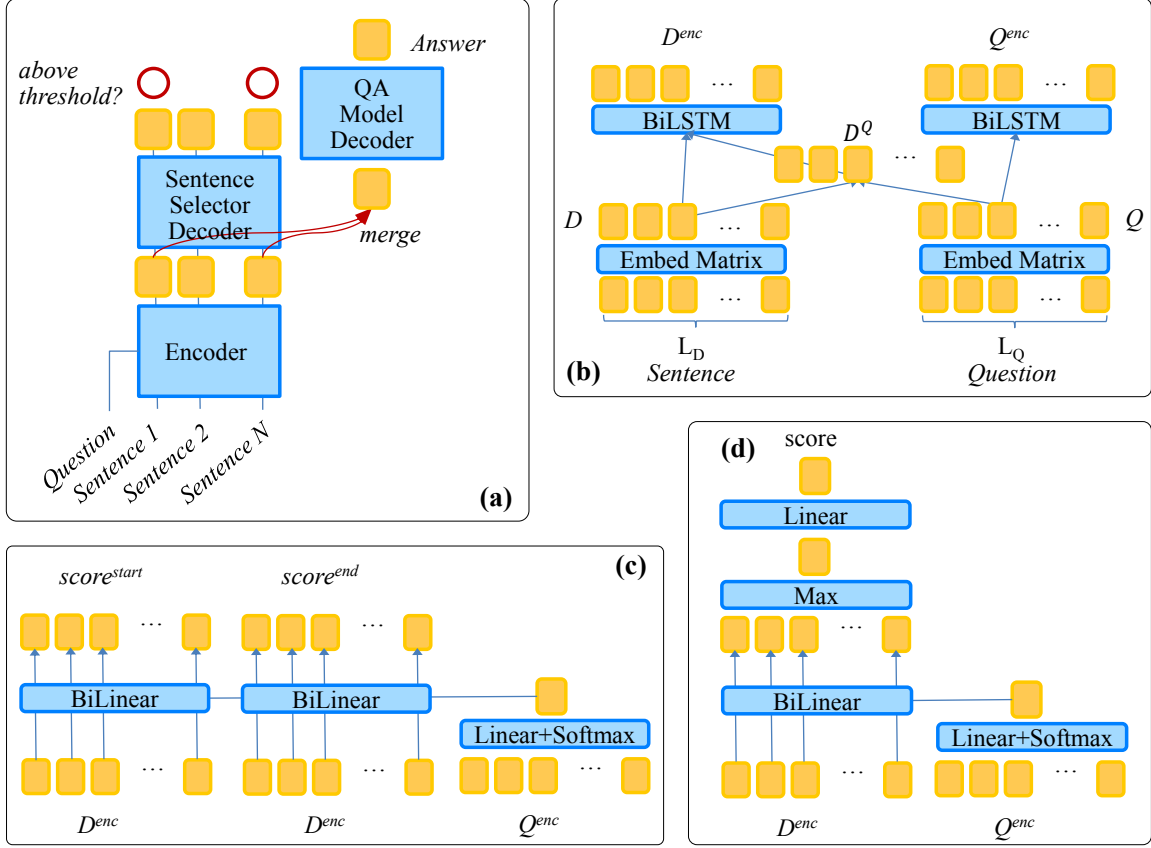 Answer
above
threshold?
QA
Model
Decoder
Sentence
Selector
Decoder
merge
Encoder
Question
Sentence 1
Sentence 2
Sentence N
(a)
D^enc
Q^enc
...
...
BiLSTM
BiLSTM
D^Q
...
D
...
...
Q
Embed Matrix
Embed Matrix
...
...
L_D
L_Q
Sentence
Question
(b)
(c)
score^start
score^end
...
...
BiLinear
BiLinear
Linear+Softmax
...
...
...
D^enc
D^enc
Q^enc
(d)
score
Linear
Max
...
BiLinear
Linear+Softmax
...
...
D^enc
Q^enc